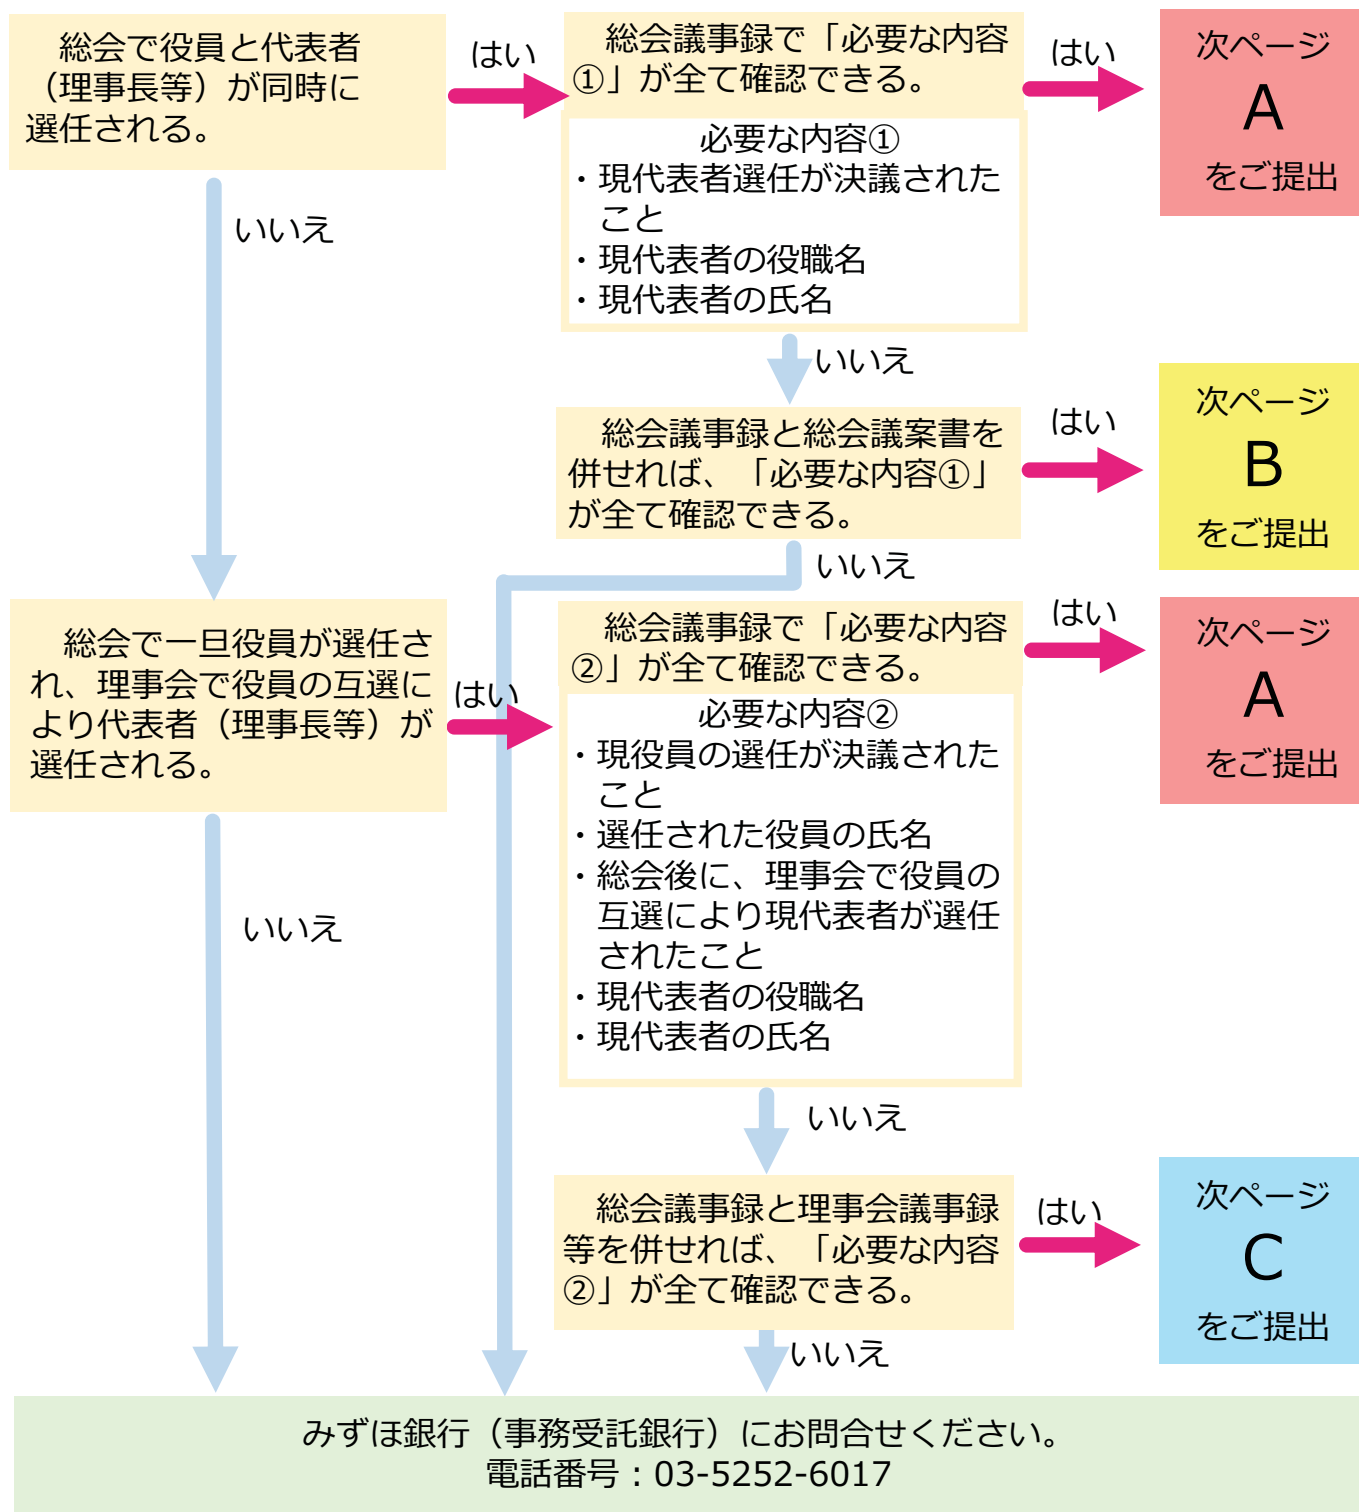 総会で役員と代表者
（理事長等）が同時に
選任される。
はい
総会議事録で「必要な内容
①」が全て確認できる。
はい
次ページ
A
をご提出
必要な内容①
・現代表者選任が決議された
こと
・現代表者の役職名
・現代表者の氏名
いいえ
いいえ
総会議事録と総会議案書を
併せれば、「必要な内容①」
が全て確認できる。
はい
次ページ
B
をご提出
いいえ
総会で一旦役員が選任さ
れ、理事会で役員の互選に
より代表者（理事長等）が
選任される。
はい
総会議事録で「必要な内容
②」が全て確認できる。
はい
次ページ
A
をご提出
必要な内容②
・現役員の選任が決議された
こと
・選任された役員の氏名
・総会後に、理事会で役員の
互選により現代表者が選任
されたこと
・現代表者の役職名
・現代表者の氏名
いいえ
いいえ
総会議事録と理事会議事録
等を併せれば、「必要な内容
②」が全て確認できる。
はい
次ページ
C
をご提出
いいえ
みずほ銀行（事務受託銀行）にお問合せください。
電話番号：03-5252-6017